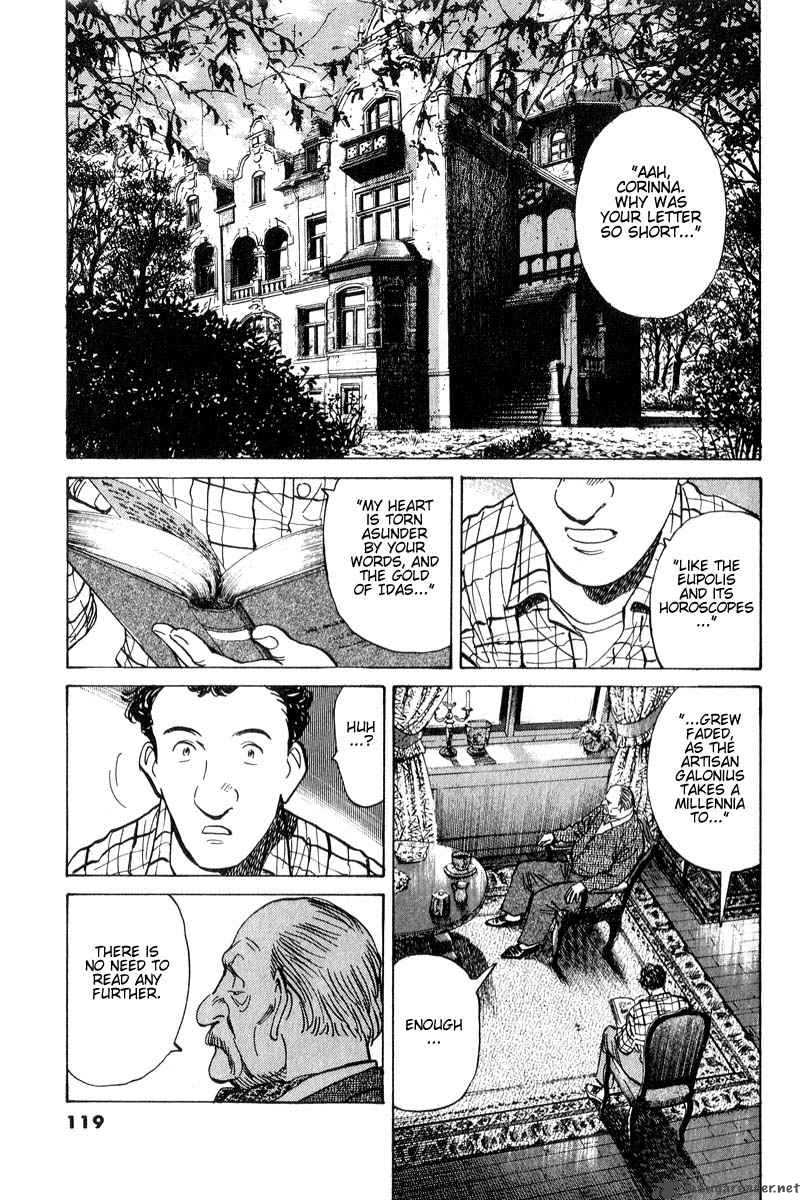 "AAH,
CORINNA.
WHY WAS
YOUR LETTER
SO SHORT..."
"LIKE THE
EUPOLIS
AND ITS
HOROSCOPES
..."
"MY HEART
IS TORN
ASUNDER
BY YOUR
WORDS, AND
THE GOLD
OF IDAS..."
"...GREW
FADED,
AS THE
ARTISAN
GALONIUS
TAKES A
MILLENNIA
TO..."
ENOUGH
...
HUH
...?
THERE IS
NO NEED TO
READ ANY
FURTHER.
119